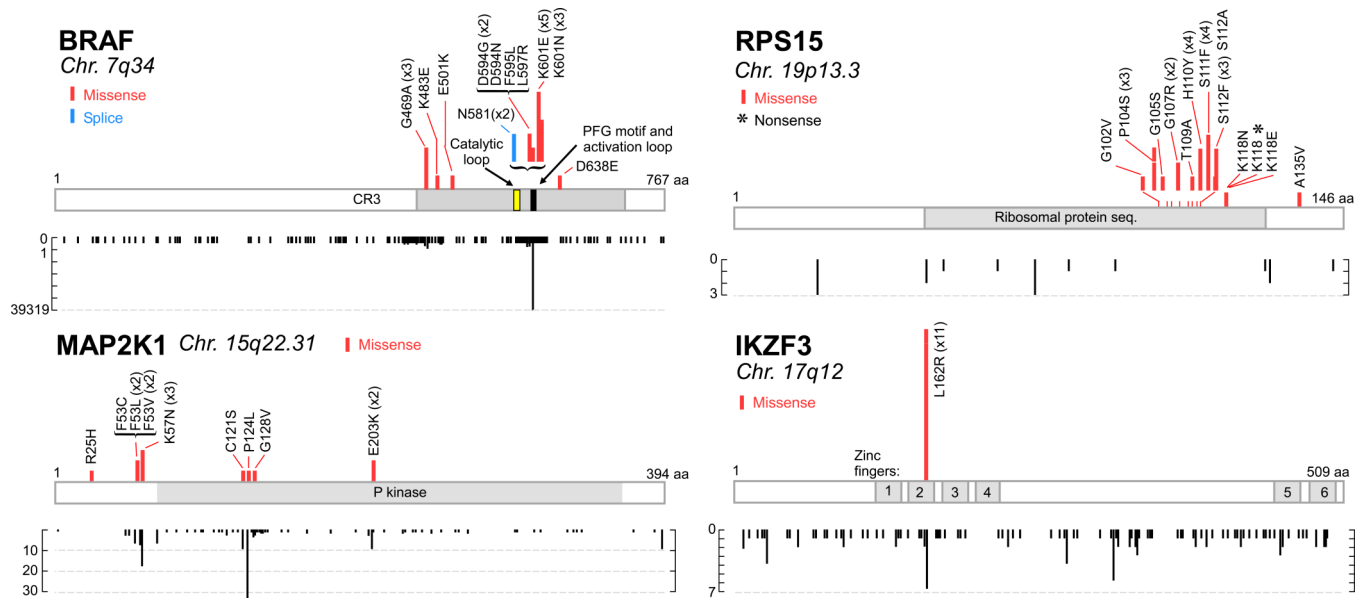 BRAF
Chr. 7q34
Missense
Splice
G469A (x3)
K483E
E501K
N581(x2)
D594G (x2)
D594N
F595L
L597R
K601E (x5)
K601N (x3)
Catalytic
loop
PFG motif and
activation loop
D638E
1
767 aa
CR3
0
1
39319
RPS15
Chr. 19p13.3
Missense
* Nonsense
G102V
P104S (x3)
G105S
G107R (x2)
T109A
H110Y (x4)
S111F (x4)
S112F (x3) S112A
K118N
K118 *
K118E
A135V
1
146 aa
Ribosomal protein seq.
0
3
MAP2K1 Chr. 15q22.31
Missense
R25H
F53C
F53L (x2)
F53V (x2)
K57N (x3)
C121S
P124L
G128V
E203K (x2)
1
394 aa
P kinase
10
20
30
IKZF3
Chr. 17q12
Missense
L162R (x11)
1
Zinc
fingers:
509 aa
1 2 3 4 5 6
0
7